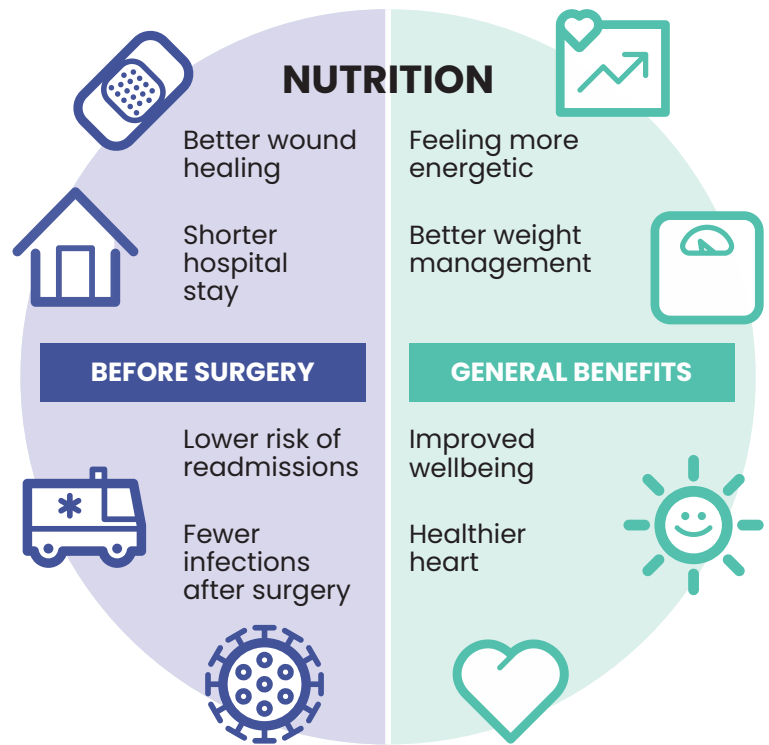 NUTRITION
Better wound
healing
Shorter
hospital
stay
BEFORE SURGERY
Lower risk of
readmissions
Fewer
infections
after surgery
Feeling more
energetic
Better weight
management
GENERAL BENEFITS
Improved
wellbeing
Healthier
heart